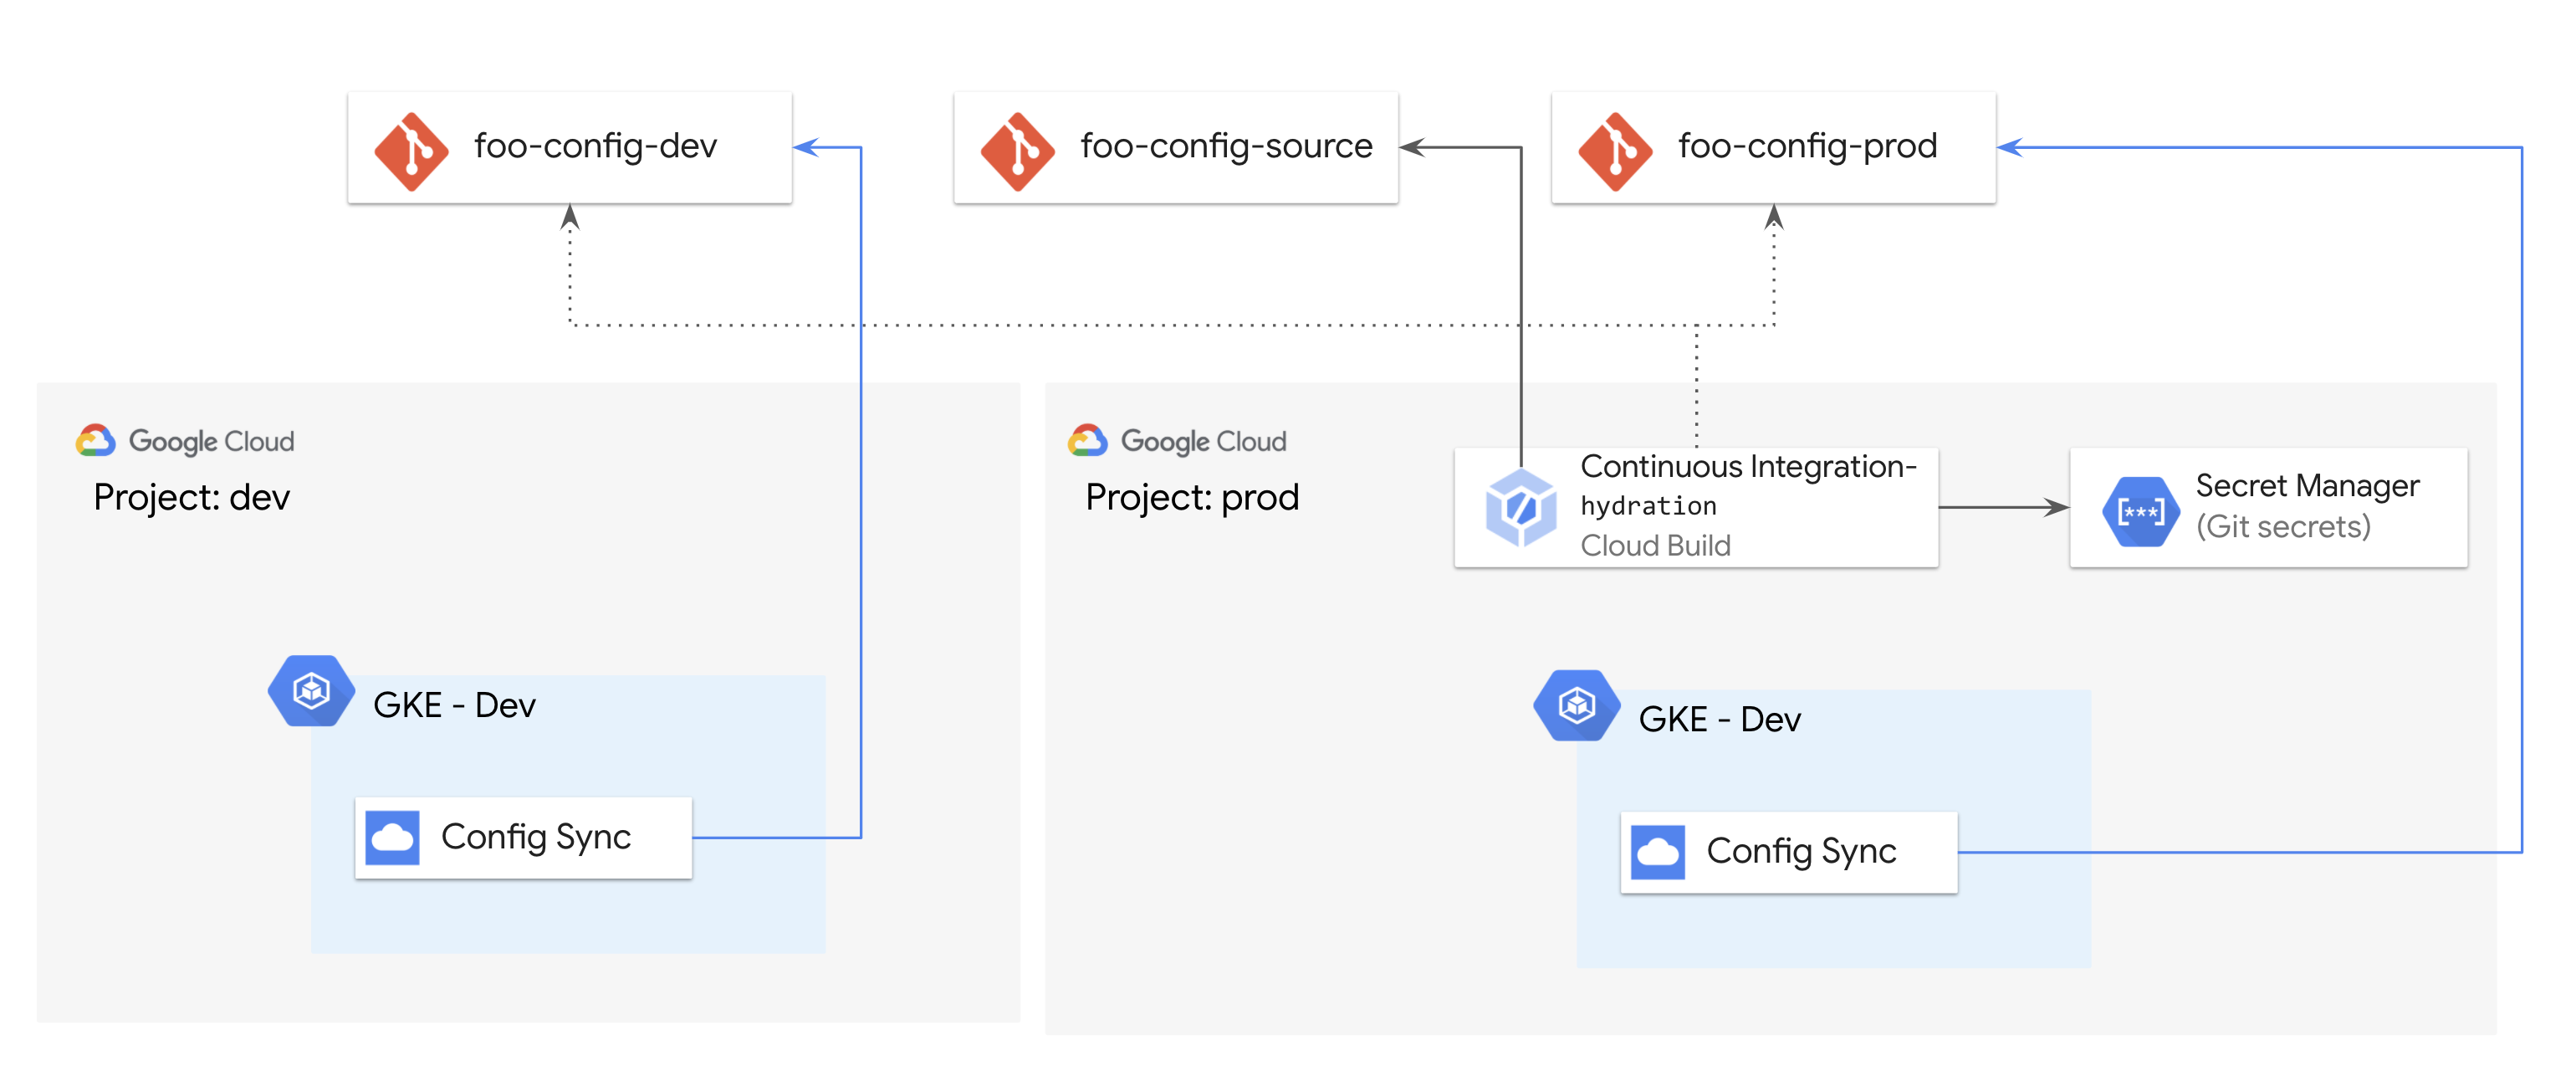 foo-config-dev
foo-config-source
foo-config-prod
Google Cloud
Project: dev
GKE - Dev
Config Sync
Google Cloud
Project: prod
Continuous Integration-
hydration
Cloud Build
Secret Manager
(Git secrets)
[***]
GKE - Dev
Config Sync